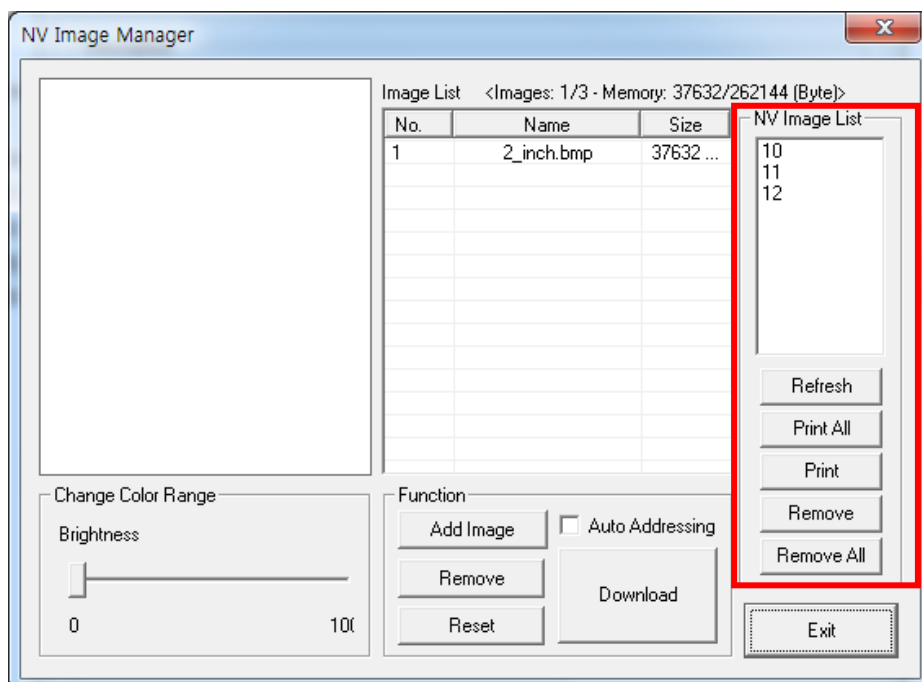 NV Image Manager
Image List <Images: 1/3 - Memory: 37632/262144 (Byte)>
No. Name Size
1 2_inch.bmp 37632 ...
NV Image List
10
11
12
Refresh
Print All
Print
Remove
Remove All
Change Color Range
Brightness
0 10(
Function
Add Image
Auto Addressing
Remove
Download
Reset
Exit